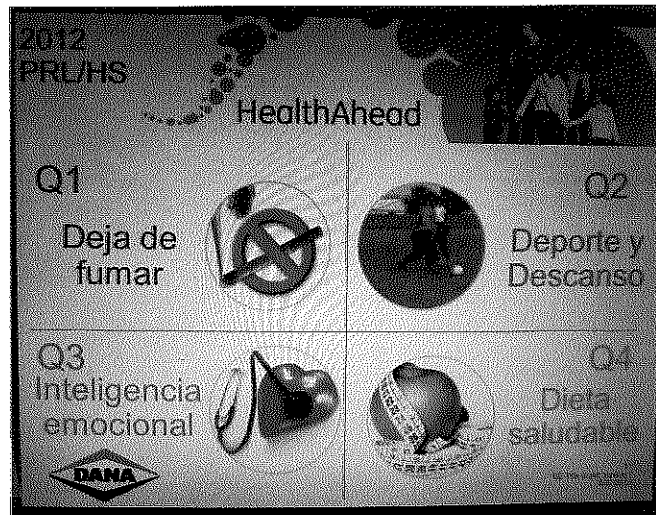 2012
PRL/HS
HealthAhead
Q1
Deja de
fumar
Q2
Deporte y
Descanso
Q3
Inteligencia
emocional
Q4
Dieta
saludable
DANA